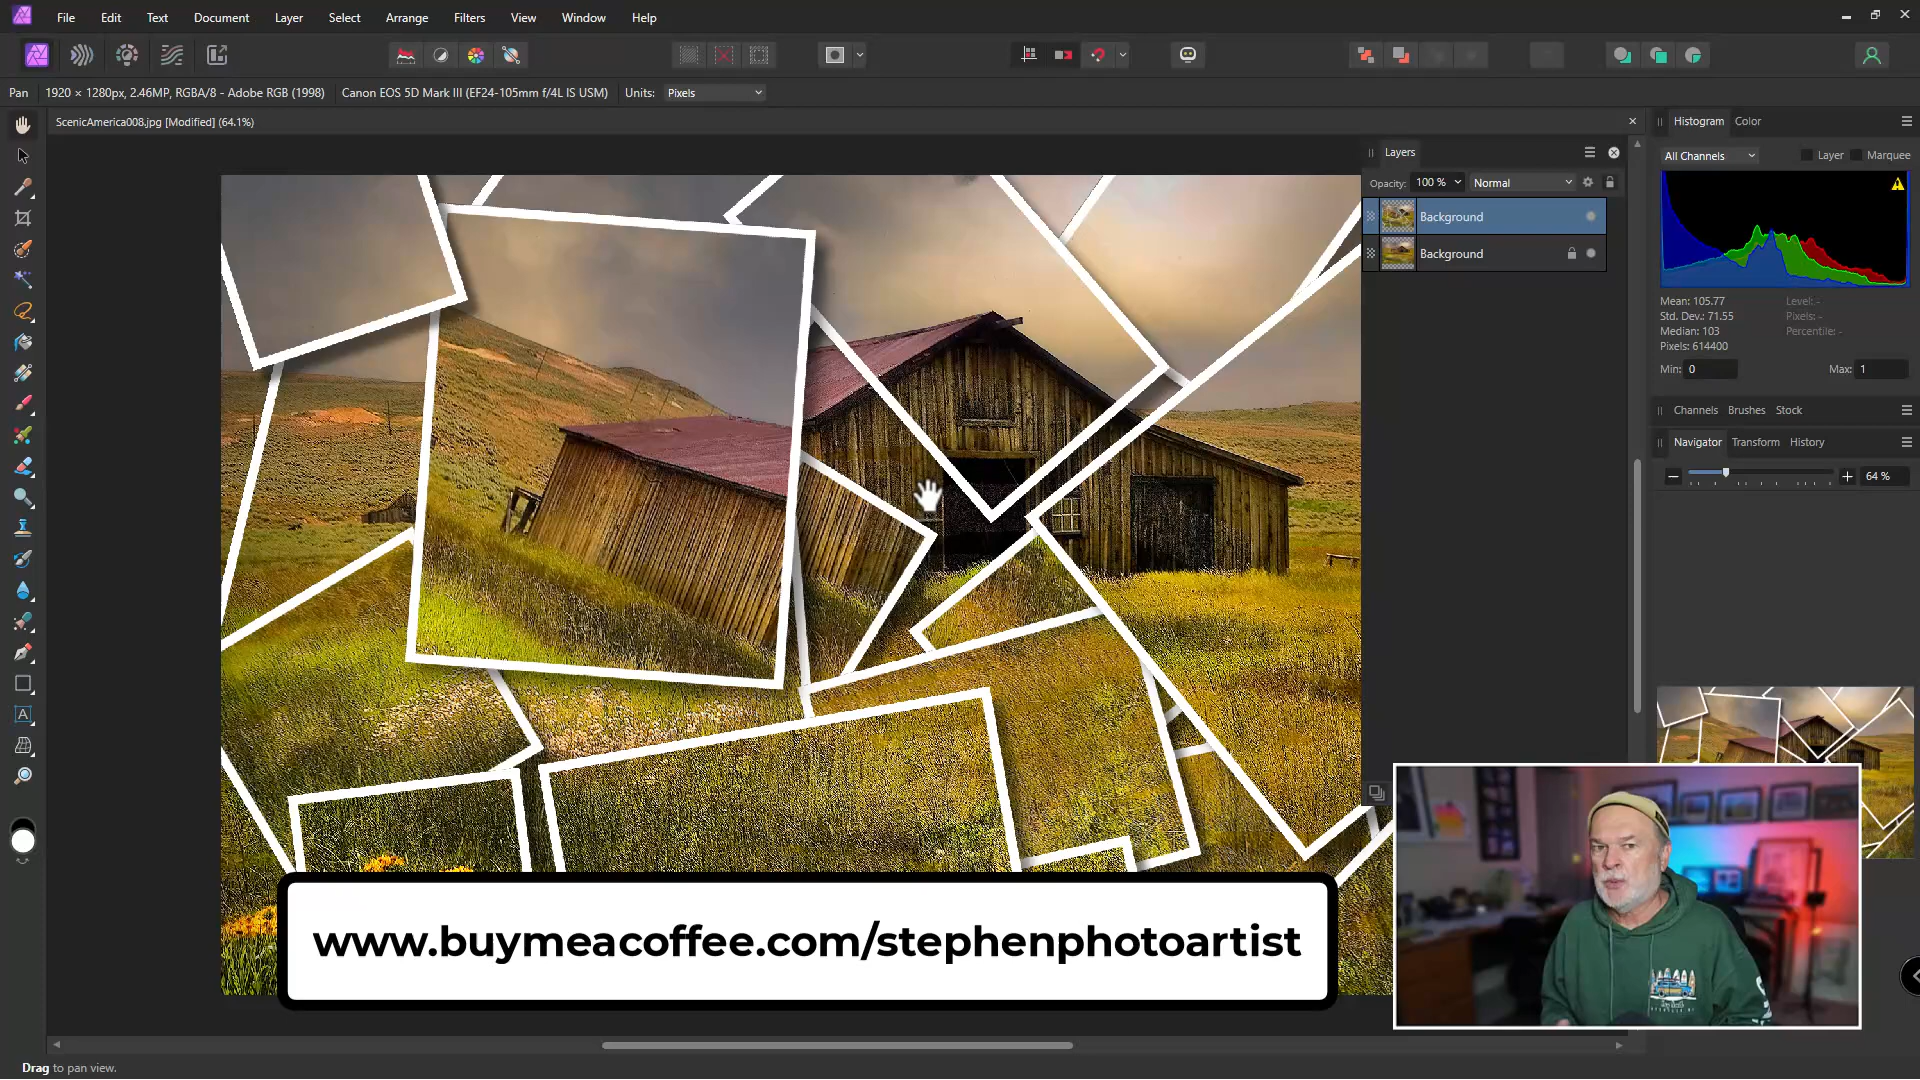 File Edit Text Document Layer Select Arrange Filters View Window Help
Pan 1920 × 1280px, 2.46MP, RGBA/8 - Adobe RGB (1998) Canon EOS 5D Mark III (EF24-105mm f/4L IS USM) Units: Pixels
ScenicAmerica008.jpg [Modified] (64.1%)
Histogram Color
All Channels Layer Marquee
Mean: 105.77 Level: -
Std. Dev.: 71.55 Pixels: -
Median: 103 Percentile: -
Pixels: 614400
Min: 0 Max: 1
Channels Brushes Stock
Navigator Transform History
64 %
Layers
Opacity: 100 % Normal
Background
Background
A
www.buymeacoffee.com/stephenphotoartist
Drag to pan view.